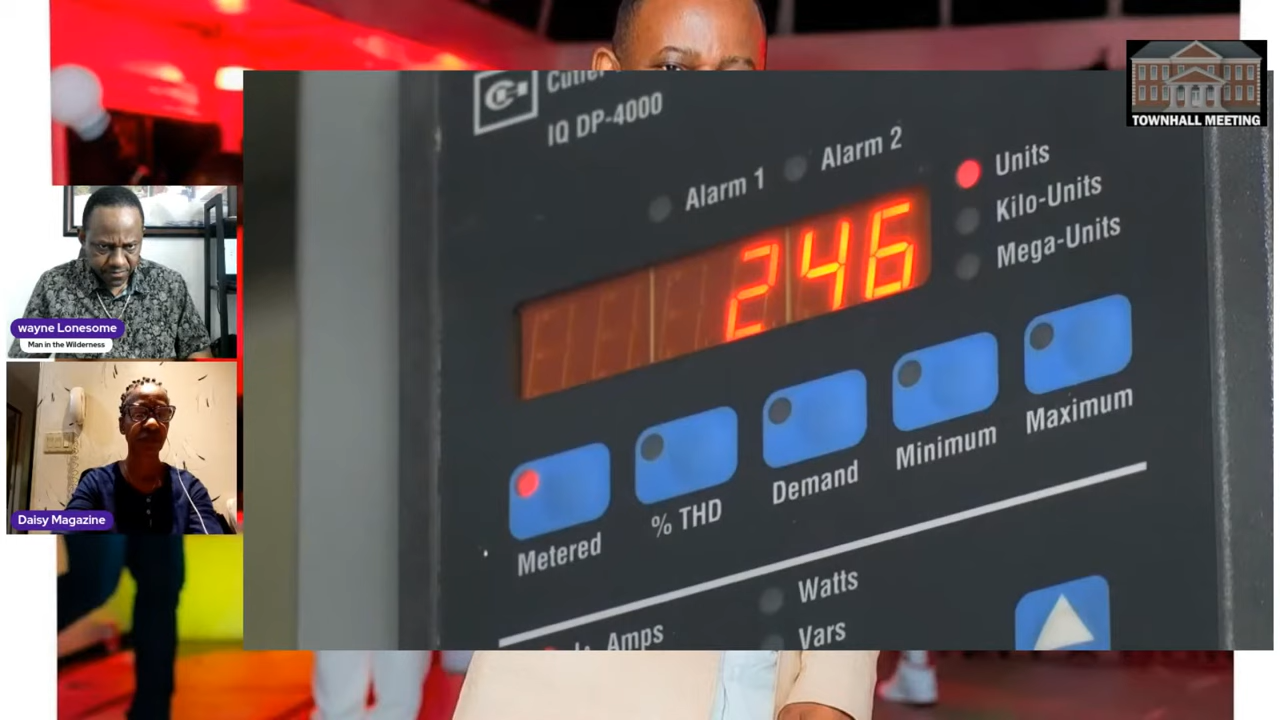 TOWNHALL MEETING
IQ DP-4000
Alarm 1
Alarm 2
Units
Kilo-Units
Mega-Units
246
Metered
% THD
Demand
Minimum
Maximum
Watts
Vars
Amps
wayne Lonesome
Man in the Wilderness
Daisy Magazine